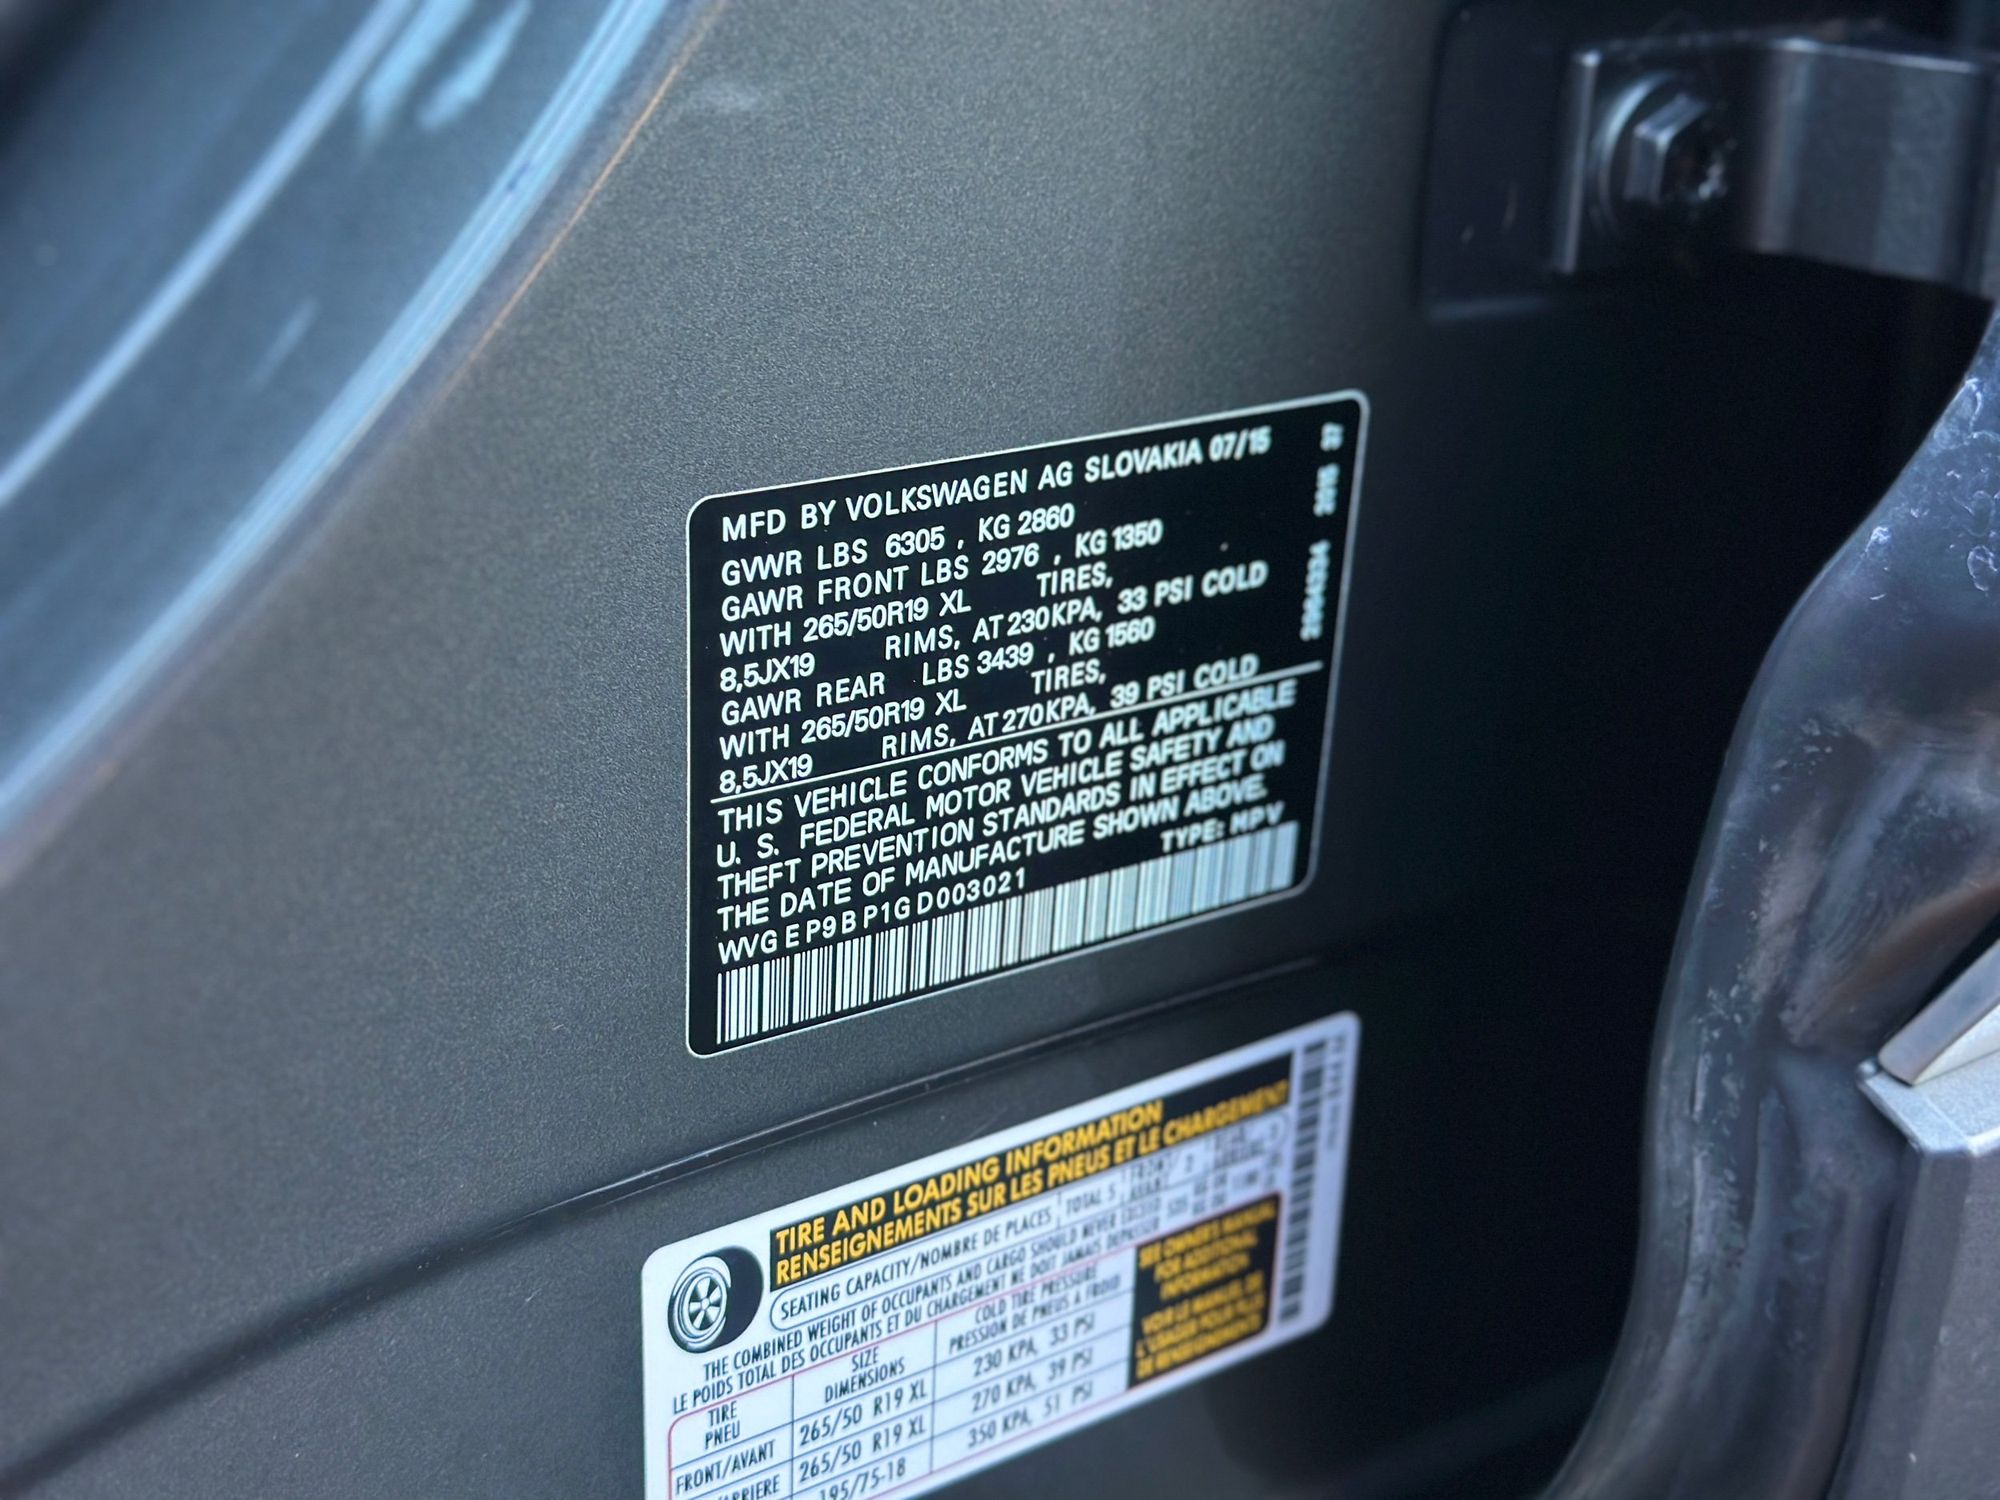 MFD BY VOLKSWAGEN AG SLOVAKIA 07/15
GVWR LBS 6305 , KG 2860
GAWR FRONT LBS 2976 , KG 1350
WITH 265/50R19 XL TIRES,
8,5JX19 RIMS, AT 230KPA, 33 PSI COLD
GAWR REAR LBS 3439 , KG 1560
WITH 265/50R19 XL TIRES,
8,5JX19 RIMS, AT 270KPA, 39 PSI COLD
THIS VEHICLE CONFORMS TO ALL APPLICABLE
U. S. FEDERAL MOTOR VEHICLE SAFETY AND
THEFT PREVENTION STANDARDS IN EFFECT ON
THE DATE OF MANUFACTURE SHOWN ABOVE.
TYPE: MPV
WVGEP9BP1GD003021
TIRE AND LOADING INFORMATION
RENSEIGNEMENTS SUR LES PNEUS ET LE CHARGEMENT
SEATING CAPACITY/NOMBRE DE PLACES TOTAL 5
THE COMBINED WEIGHT OF OCCUPANTS AND CARGO SHOULD NEVER EXCEED
LE POIDS TOTAL DES OCCUPANTS ET DU CHARGEMENT NE DOIT JAMAIS DEPASSER
TIRE
PNEU
SIZE
DIMENSIONS
COLD TIRE PRESSURE
PRESSION DE PNEUS A FROID
FRONT/AVANT 265/50 R19 XL 230 KPA, 33 PSI
265/50 R19 XL 270 KPA, 39 PSI
195/75-18 350 KPA, 51 PSI
SEE OWNER'S MANUAL
FOR ADDITIONAL
INFORMATION
VOIR LE MANUEL DE
L'USAGER POUR PLUS
DE RENSEIGNEMENTS